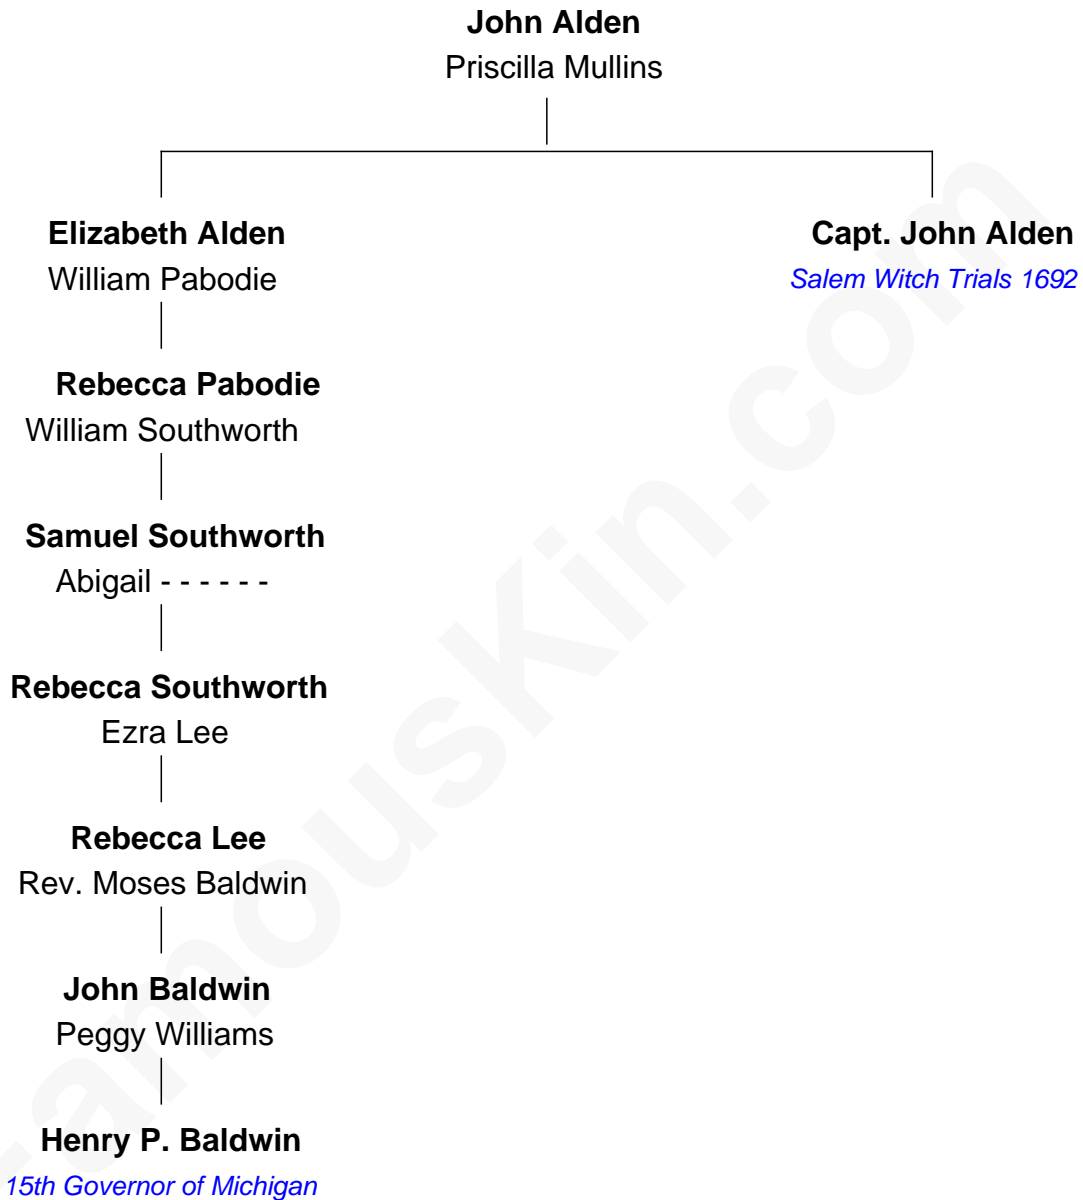 John Alden
Priscilla Mullins
Elizabeth Alden
William Pabodie
Capt. John Alden
Salem Witch Trials 1692
Rebecca Pabodie
William Southworth
Samuel Southworth
Abigail - - - - - -
Rebecca Southworth
Ezra Lee
Rebecca Lee
Rev. Moses Baldwin
John Baldwin
Peggy Williams
Henry P. Baldwin
15th Governor of Michigan
FamousKin.com